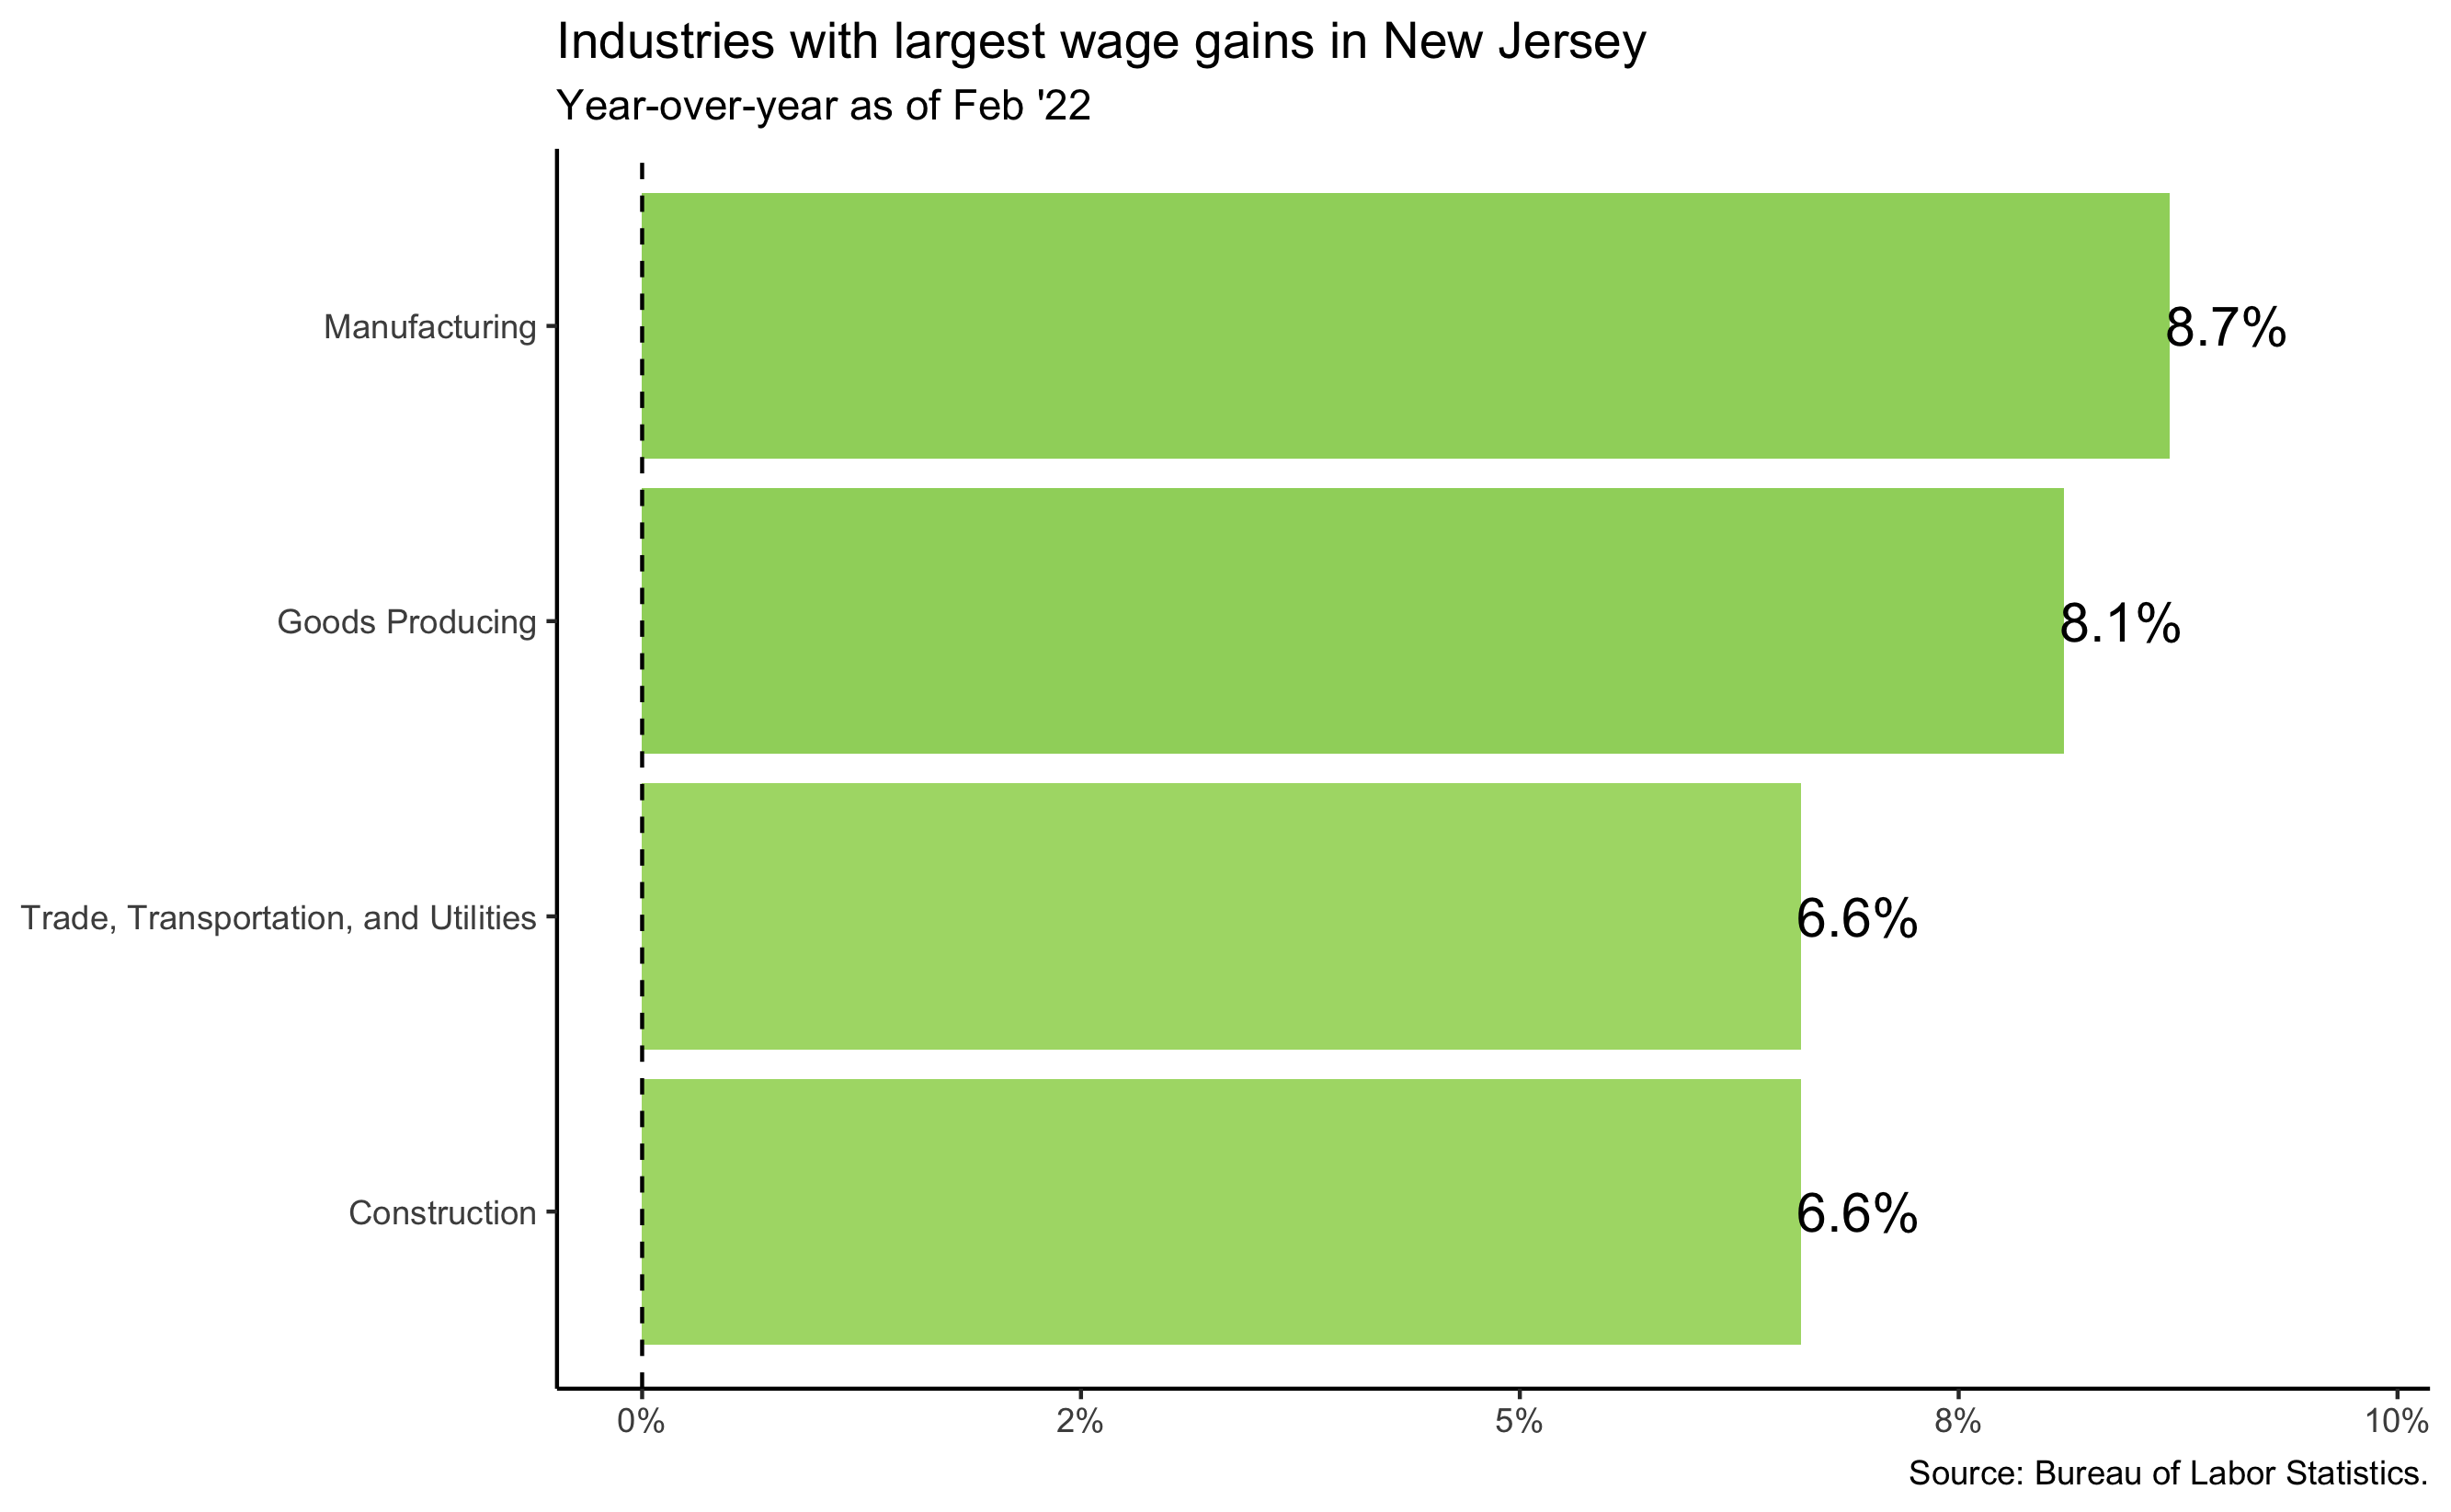 Industries with largest wage gains in New Jersey
Year-over-year as of Feb '22
Manufacturing
8.7%
Goods Producing
8.1%
Trade, Transportation, and Utilities
6.6%
Construction
6.6%
0%
2%
5%
8%
10%
Source: Bureau of Labor Statistics.